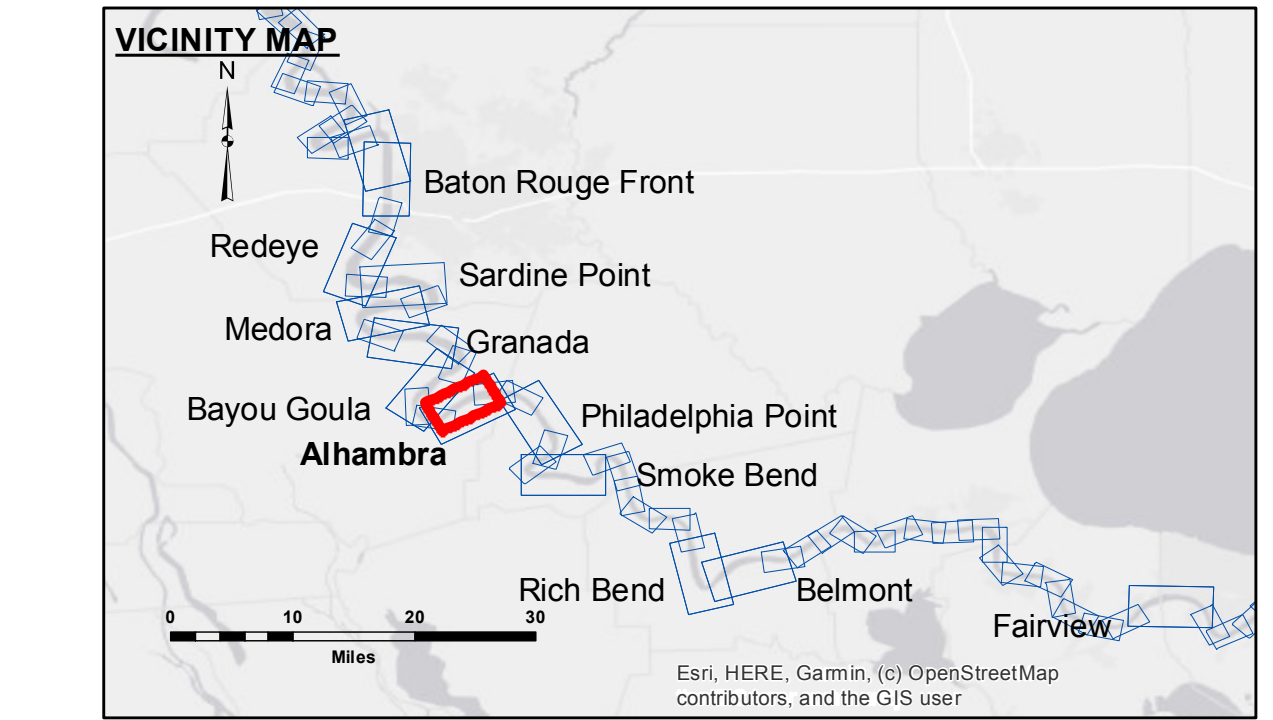 VICINITY MAP
N
Baton Rouge Front
Redeye
Sardine Point
Medora
Granada
Bayou Goula
Philadelphia Point
Alhambra
Smoke Bend
Rich Bend
Belmont
Fairview
0 10 20 30
Miles
Esri, HERE, Garmin, (c) OpenStreetMap
contributors, and the GIS user